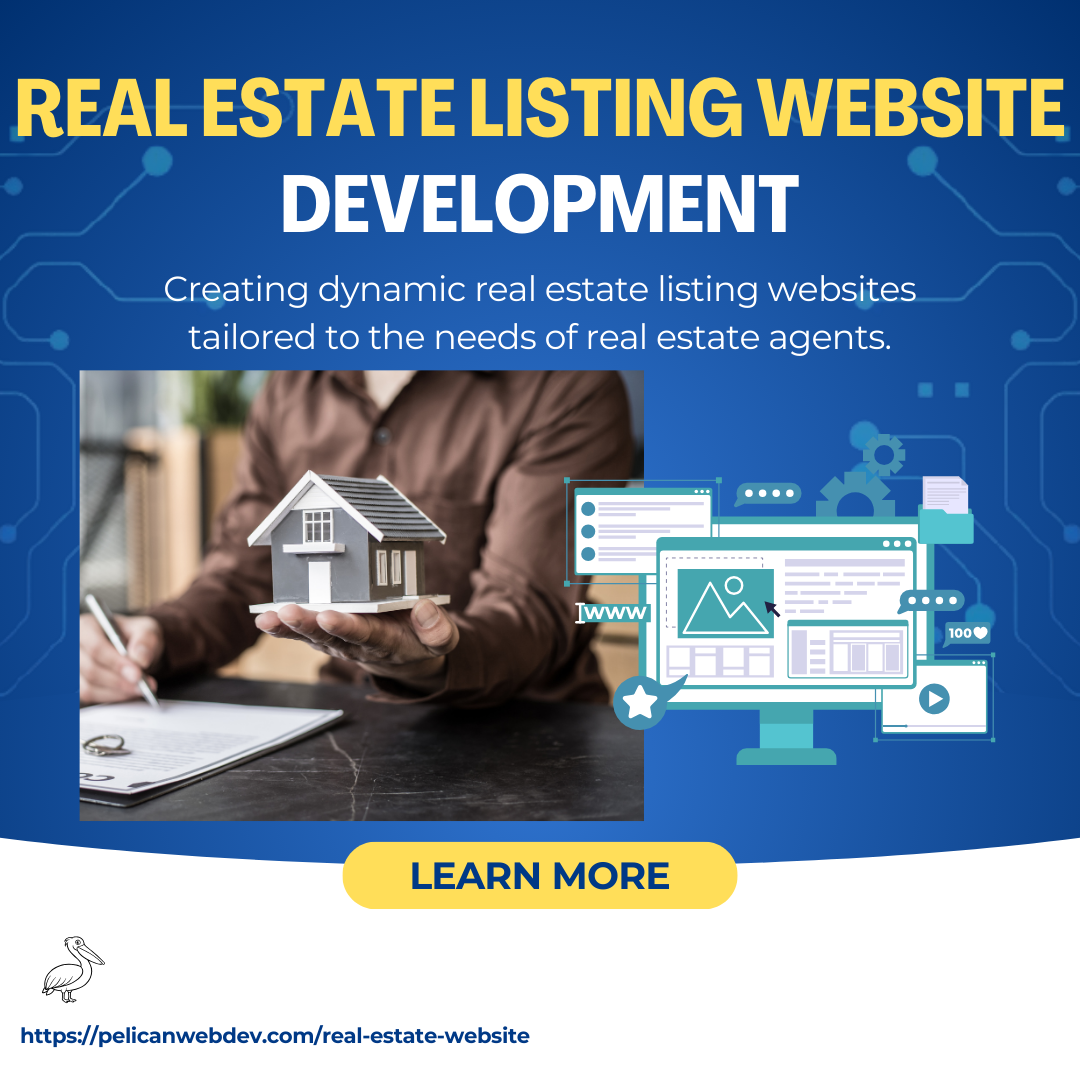 REAL ESTATE LISTING WEBSITE
DEVELOPMENT
Creating dynamic real estate listing websites
tailored to the needs of real estate agents.
WWW
100
LEARN MORE
https://pelicanwebdev.com/real-estate-website